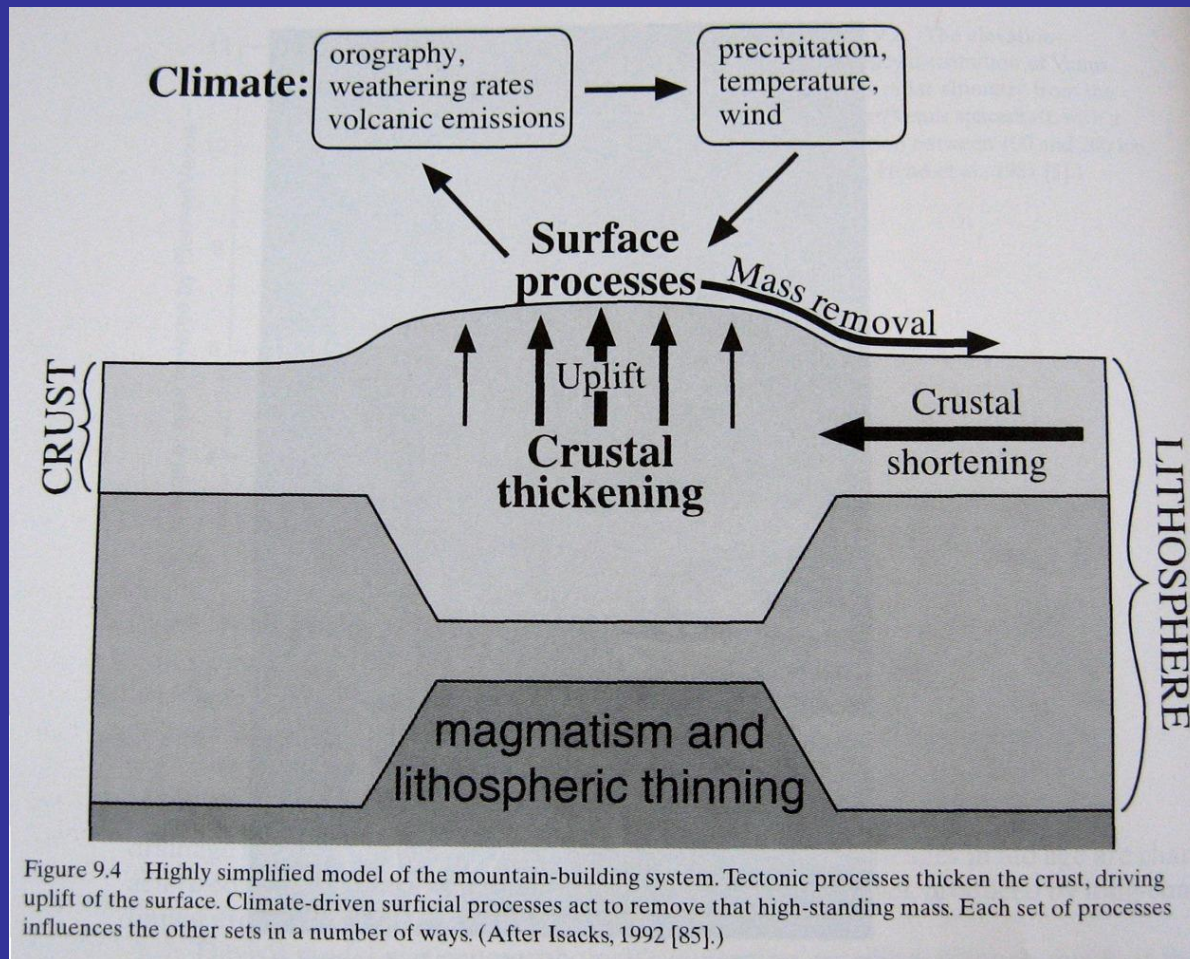 Climate:
orography,
weathering rates
volcanic emissions
precipitation,
temperature,
wind
Surface
processes
Mass removal
Uplift
Crustal
thickening
Crustal
shortening
CRUST
LITHOSPHERE
magmatism and
lithospheric thinning
Figure 9.4 Highly simplified model of the mountain-building system. Tectonic processes thicken the crust, driving
uplift of the surface. Climate-driven surficial processes act to remove that high-standing mass. Each set of processes
influences the other sets in a number of ways. (After Isacks, 1992 [85].)